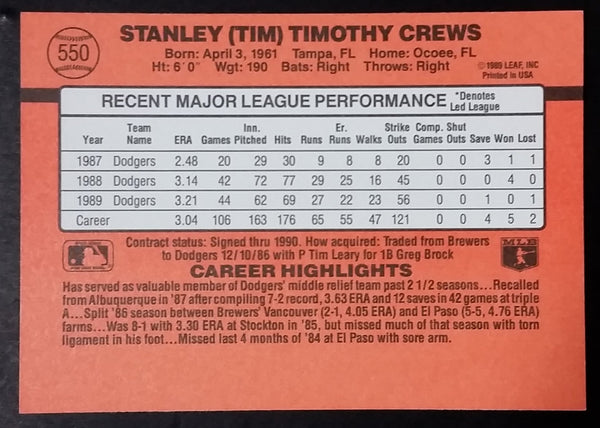 550
STANLEY (TIM) TIMOTHY CREWS
Born: April 3, 1961 Tampa, FL Home: Ocoee, FL
Ht: 6' 0" Wgt: 190 Bats: Right Throws: Right
©1989 LEAF, INC
Printed in USA
RECENT MAJOR LEAGUE PERFORMANCE *Denotes Led League
Year Team Name ERA Games Inn. Pitched Hits Runs Er. Runs Walks Strike Outs Comp. Games Shut Outs Save Won Lost
1987 Dodgers 2.48 20 29 30 9 8 8 20 0 0 3 1 1
1988 Dodgers 3.14 42 72 77 29 25 16 45 0 0 0 4 0
1989 Dodgers 3.21 44 62 69 27 22 23 56 0 0 1 0 1
Career 3.04 106 163 176 65 55 47 121 0 0 4 5 2
Contract status: Signed thru 1990. How acquired: Traded from Brewers
to Dodgers 12/10/86 with P Tim Leary for 1B Greg Brock
MLB
CAREER HIGHLIGHTS
Has served as valuable member of Dodgers' middle relief team past 2 1/2 seasons...Recalled
from Albuquerque in '87 after compiling 7-2 record, 3.63 ERA and 12 saves in 42 games at triple
A...Split '86 season between Brewers' Vancouver (2-1, 4.05 ERA) and El Paso (5-5, 4.76 ERA)
farms...Was 8-1 with 3.30 ERA at Stockton in '85, but missed much of that season with torn
ligament in his foot...Missed last 4 months of '84 at El Paso with sore arm.